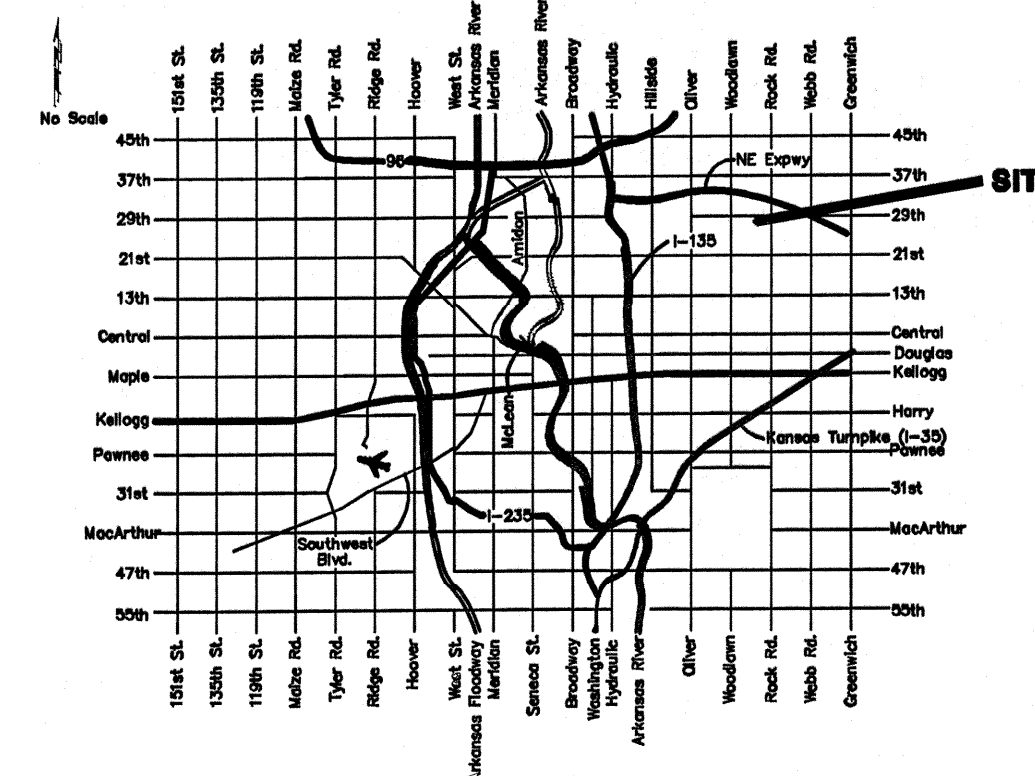 151st St.
135th St.
119th St.
Maize Rd.
Tyler Rd.
Ridge Rd.
Hoover
West St.
Arkansas River
Meridian
Arkansas River
Broadway
Hydraulic
Hillside
Oliver
Woodlawn
Rock Rd.
Webb Rd.
Greenwich
No Scale
45th
45th
96
NE Expwy
37th
37th
SIT
29th
29th
Amidon
I-135
21st
21st
13th
13th
Central
Central
Douglas
Maple
Kellogg
McLean
Kellogg
Harry
Kansas Turnpike (I-35)
Pawnee
Pawnee
31st
31st
I-235
MacArthur
MacArthur
Southwest
Blvd.
47th
47th
55th
55th
151st St.
135th St.
119th St.
Maize Rd.
Tyler Rd.
Ridge Rd.
Hoover
West St.
Arkansas Floodway
Meridian
Seneca St.
Broadway
Washington
Hydraulic
Arkansas River
Oliver
Woodlawn
Rock Rd.
Webb Rd.
Greenwich